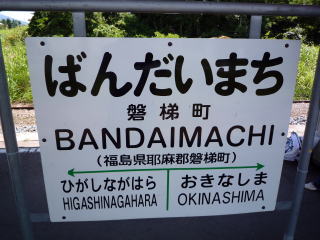 ばんだいまち
磐梯町
BANDAIMACHI
(福島県耶麻郡磐梯町)
ひがしながはら おきなしま
HIGASHINAGAHARA OKINASHIMA